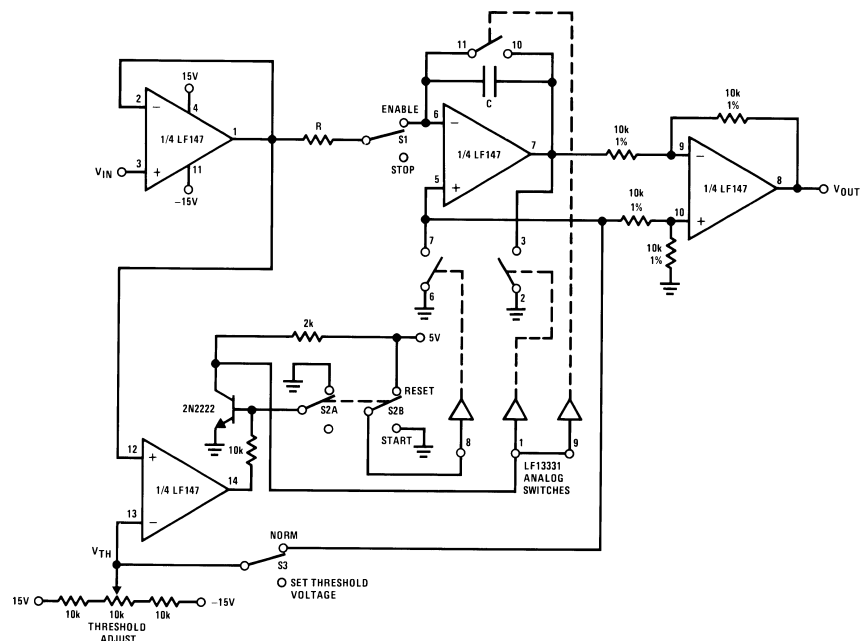 15V
2
4
1/4 LF147
1
V_IN
3
11
-15V
R
ENABLE
S1
STOP
11
10
C
6
1/4 LF147
7
5
10k
1%
10k
1%
9
1/4 LF147
8
V_OUT
10k
1%
10
10k
1%
7
6
3
2
2k
5V
2N2222
S2A
RESET
S2B
START
10k
8
1
9
LF13331
ANALOG
SWITCHES
12
1/4 LF147
14
13
V_TH
NORM
S3
SET THRESHOLD
VOLTAGE
15V
10k
10k
10k
-15V
THRESHOLD
ADJUST